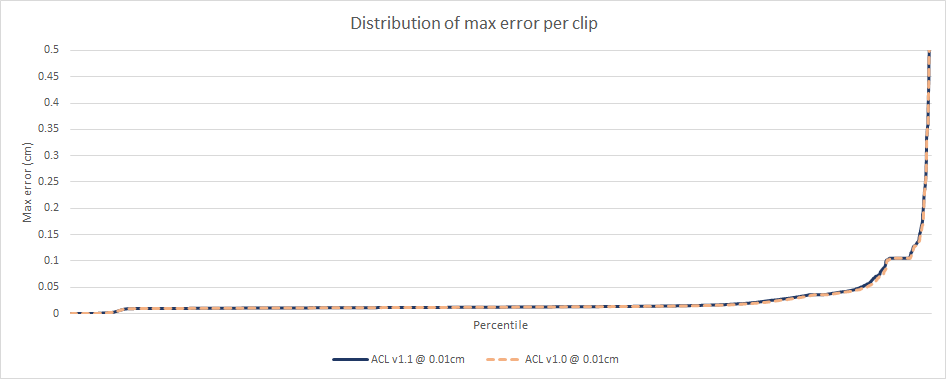 Distribution of max error per clip
0.5
0.45
0.4
0.35
0.3
0.25
0.2
0.15
0.1
0.05
0
Max error (cm)
Percentile
ACL v1.1 @ 0.01cm
ACL v1.0 @ 0.01cm